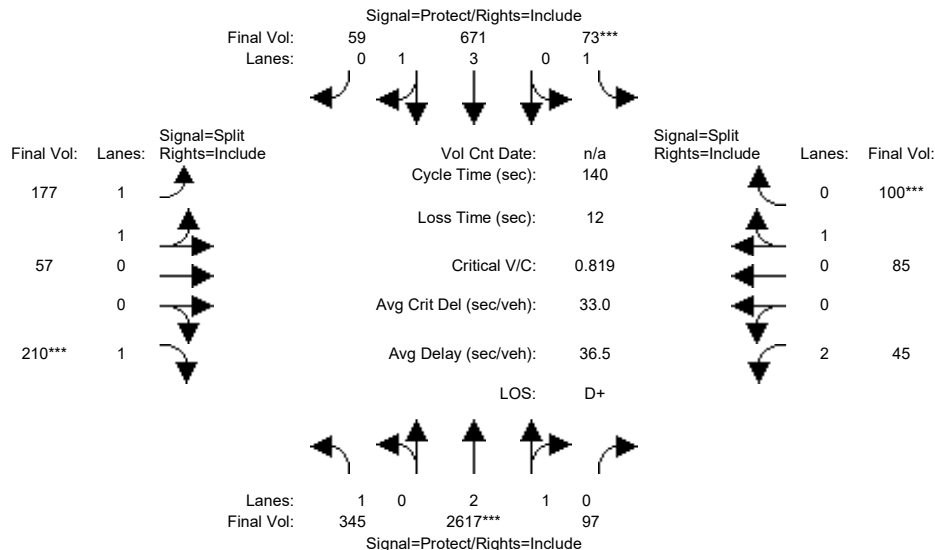 Signal=Protect/Rights=Include
Final Vol: 59 671 73***
Lanes: 0 1 3 0 1
Signal=Split Signal=Split
Final Vol: Lanes: Rights=Include Vol Cnt Date: n/a Rights=Include Lanes: Final Vol:
Cycle Time (sec): 140
177 1 0 100***
Loss Time (sec): 12
1 1
57 0 Critical V/C: 0.819 0 85
0 Avg Crit Del (sec/veh): 33.0 0
210*** 1 Avg Delay (sec/veh): 36.5 2 45
LOS: D+
Lanes: 1 0 2 1 0
Final Vol: 345 2617*** 97
Signal=Protect/Rights=Include